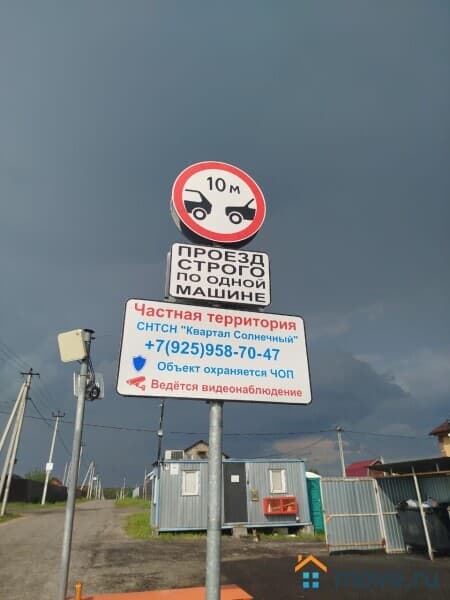 10м
ПРОЕЗД
СТРОГО
ПО ОДНОЙ
МАШИНЕ
Частная территория
СНТСН "Квартал Солнечный"
+7(925)958-70-47
Объект охраняется ЧОП
Ведётся видеонаблюдение
move.ru